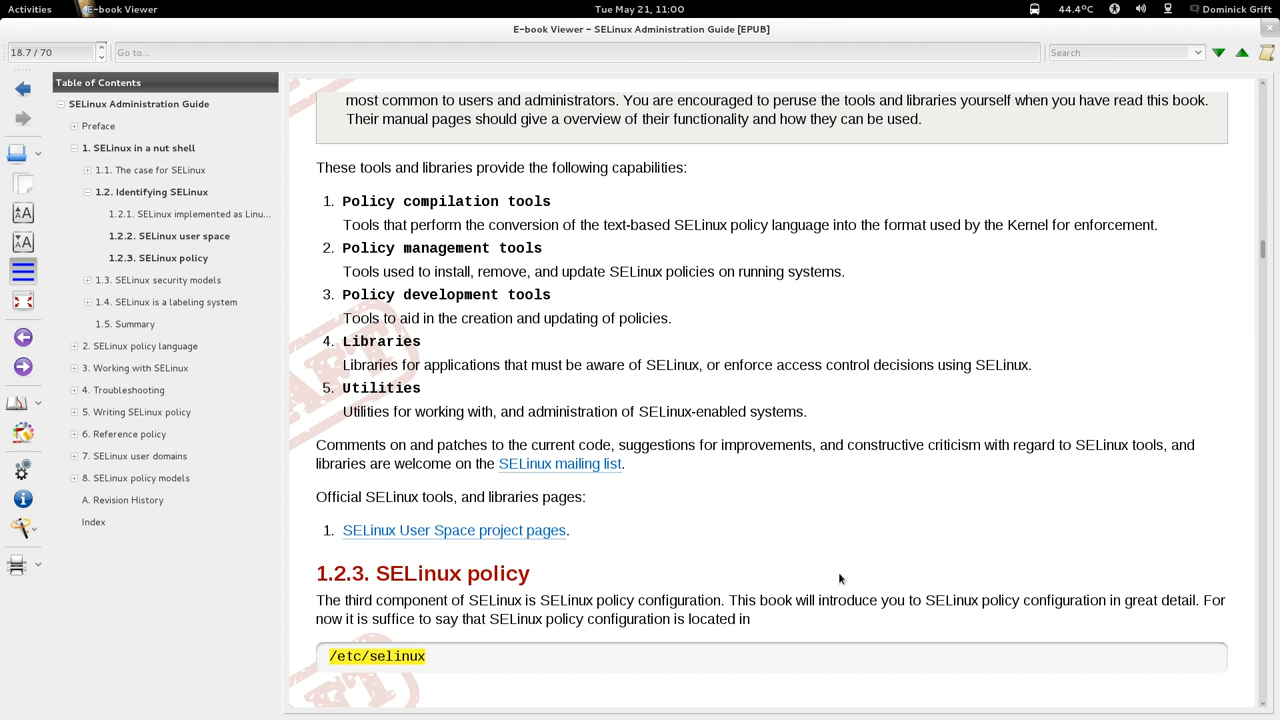 Activities E-book Viewer Tue May 21, 11:00 44.4°C Dominick Grift
E-book Viewer - SELinux Administration Guide [EPUB]
18.7 / 70 Go to... Search
Table of Contents
SELinux Administration Guide
Preface
1. SELinux in a nut shell
1.1. The case for SELinux
1.2. Identifying SELinux
1.2.1. SELinux implemented as Linu...
1.2.2. SELinux user space
1.2.3. SELinux policy
1.3. SELinux security models
1.4. SELinux is a labeling system
1.5. Summary
2. SELinux policy language
3. Working with SELinux
4. Troubleshooting
5. Writing SELinux policy
6. Reference policy
7. SELinux user domains
8. SELinux policy models
A. Revision History
Index
most common to users and administrators. You are encouraged to peruse the tools and libraries yourself when you have read this book.
Their manual pages should give a overview of their functionality and how they can be used.
These tools and libraries provide the following capabilities:
1. Policy compilation tools
Tools that perform the conversion of the text-based SELinux policy language into the format used by the Kernel for enforcement.
2. Policy management tools
Tools used to install, remove, and update SELinux policies on running systems.
3. Policy development tools
Tools to aid in the creation and updating of policies.
4. Libraries
Libraries for applications that must be aware of SELinux, or enforce access control decisions using SELinux.
5. Utilities
Utilities for working with, and administration of SELinux-enabled systems.
Comments on and patches to the current code, suggestions for improvements, and constructive criticism with regard to SELinux tools, and
libraries are welcome on the SELinux mailing list.
Official SELinux tools, and libraries pages:
1. SELinux User Space project pages.
1.2.3. SELinux policy
The third component of SELinux is SELinux policy configuration. This book will introduce you to SELinux policy configuration in great detail. For
now it is suffice to say that SELinux policy configuration is located in
/etc/selinux